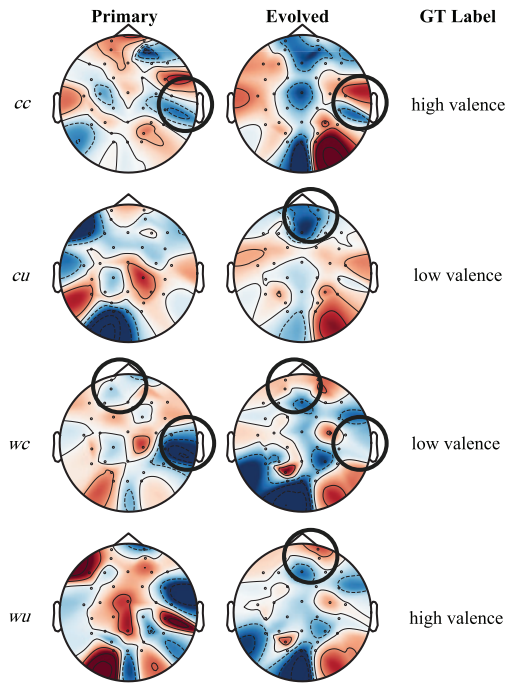 Primary Evolved GT Label
cc high valence
cu low valence
wc low valence
wu high valence